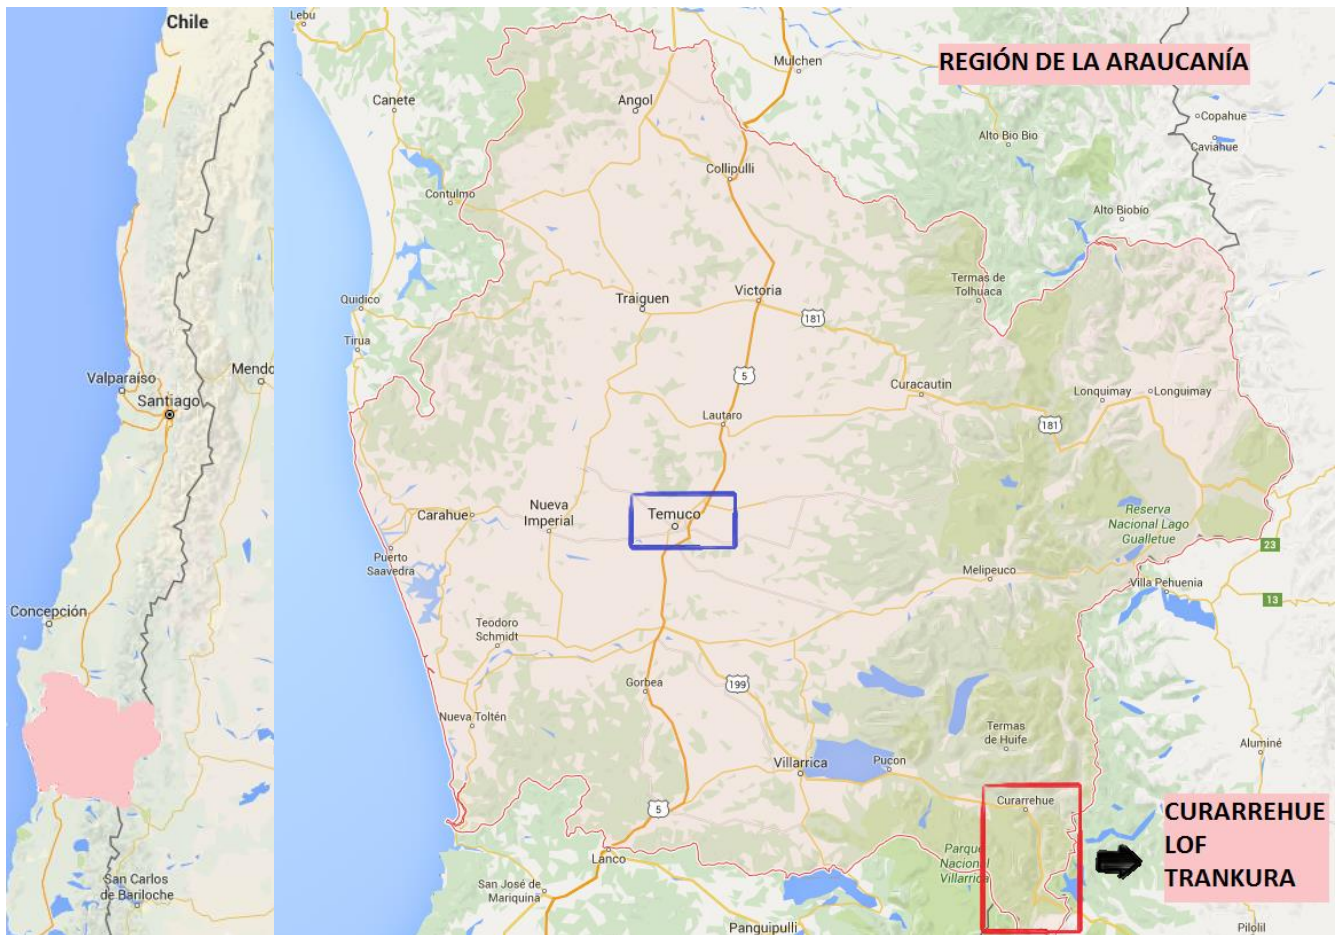 Chile
Valparaíso
Santiago
Mendo
Concepción
San Carlos
de Bariloche
REGIÓN DE LA ARAUCANÍA
Lebu
Mulchen
Canete
Angol
Copahue
Caviahue
Alto Bio Bio
Collipulli
Contulmo
Alto Biobío
Termas de
Tolhuaca
Quidico
Traiguen
Victoria
181
Tirua
5
Curacautin
Lonquimay
Longuimay
Lautaro
181
Carahue
Nueva
Imperial
Temuco
Reserva
Nacional Lago
Gualletue
23
Puerto
Saavedra
Melipeuco
Villa Pehuenia
13
Teodoro
Schmidt
Gorbea
199
Nueva Toltén
Termas
de Huife
Aluminé
Villarrica
Pucon
5
Curarrehue
CURARREHUE
LOF
TRANKURA
Lanco
Parque
Nacional
Villarrica
San José de
Mariquina
Panguipulli
Pilolil